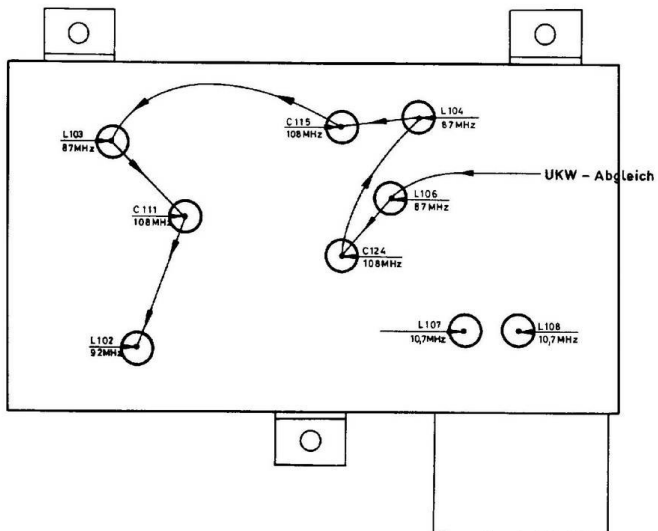 L104
87MHz
C115
108MHz
L103
87MHz
UKW - Abgleich
L106
87MHz
C111
108MHz
C124
108MHz
L107
10,7MHz
L108
10,7MHz
L102
92MHz